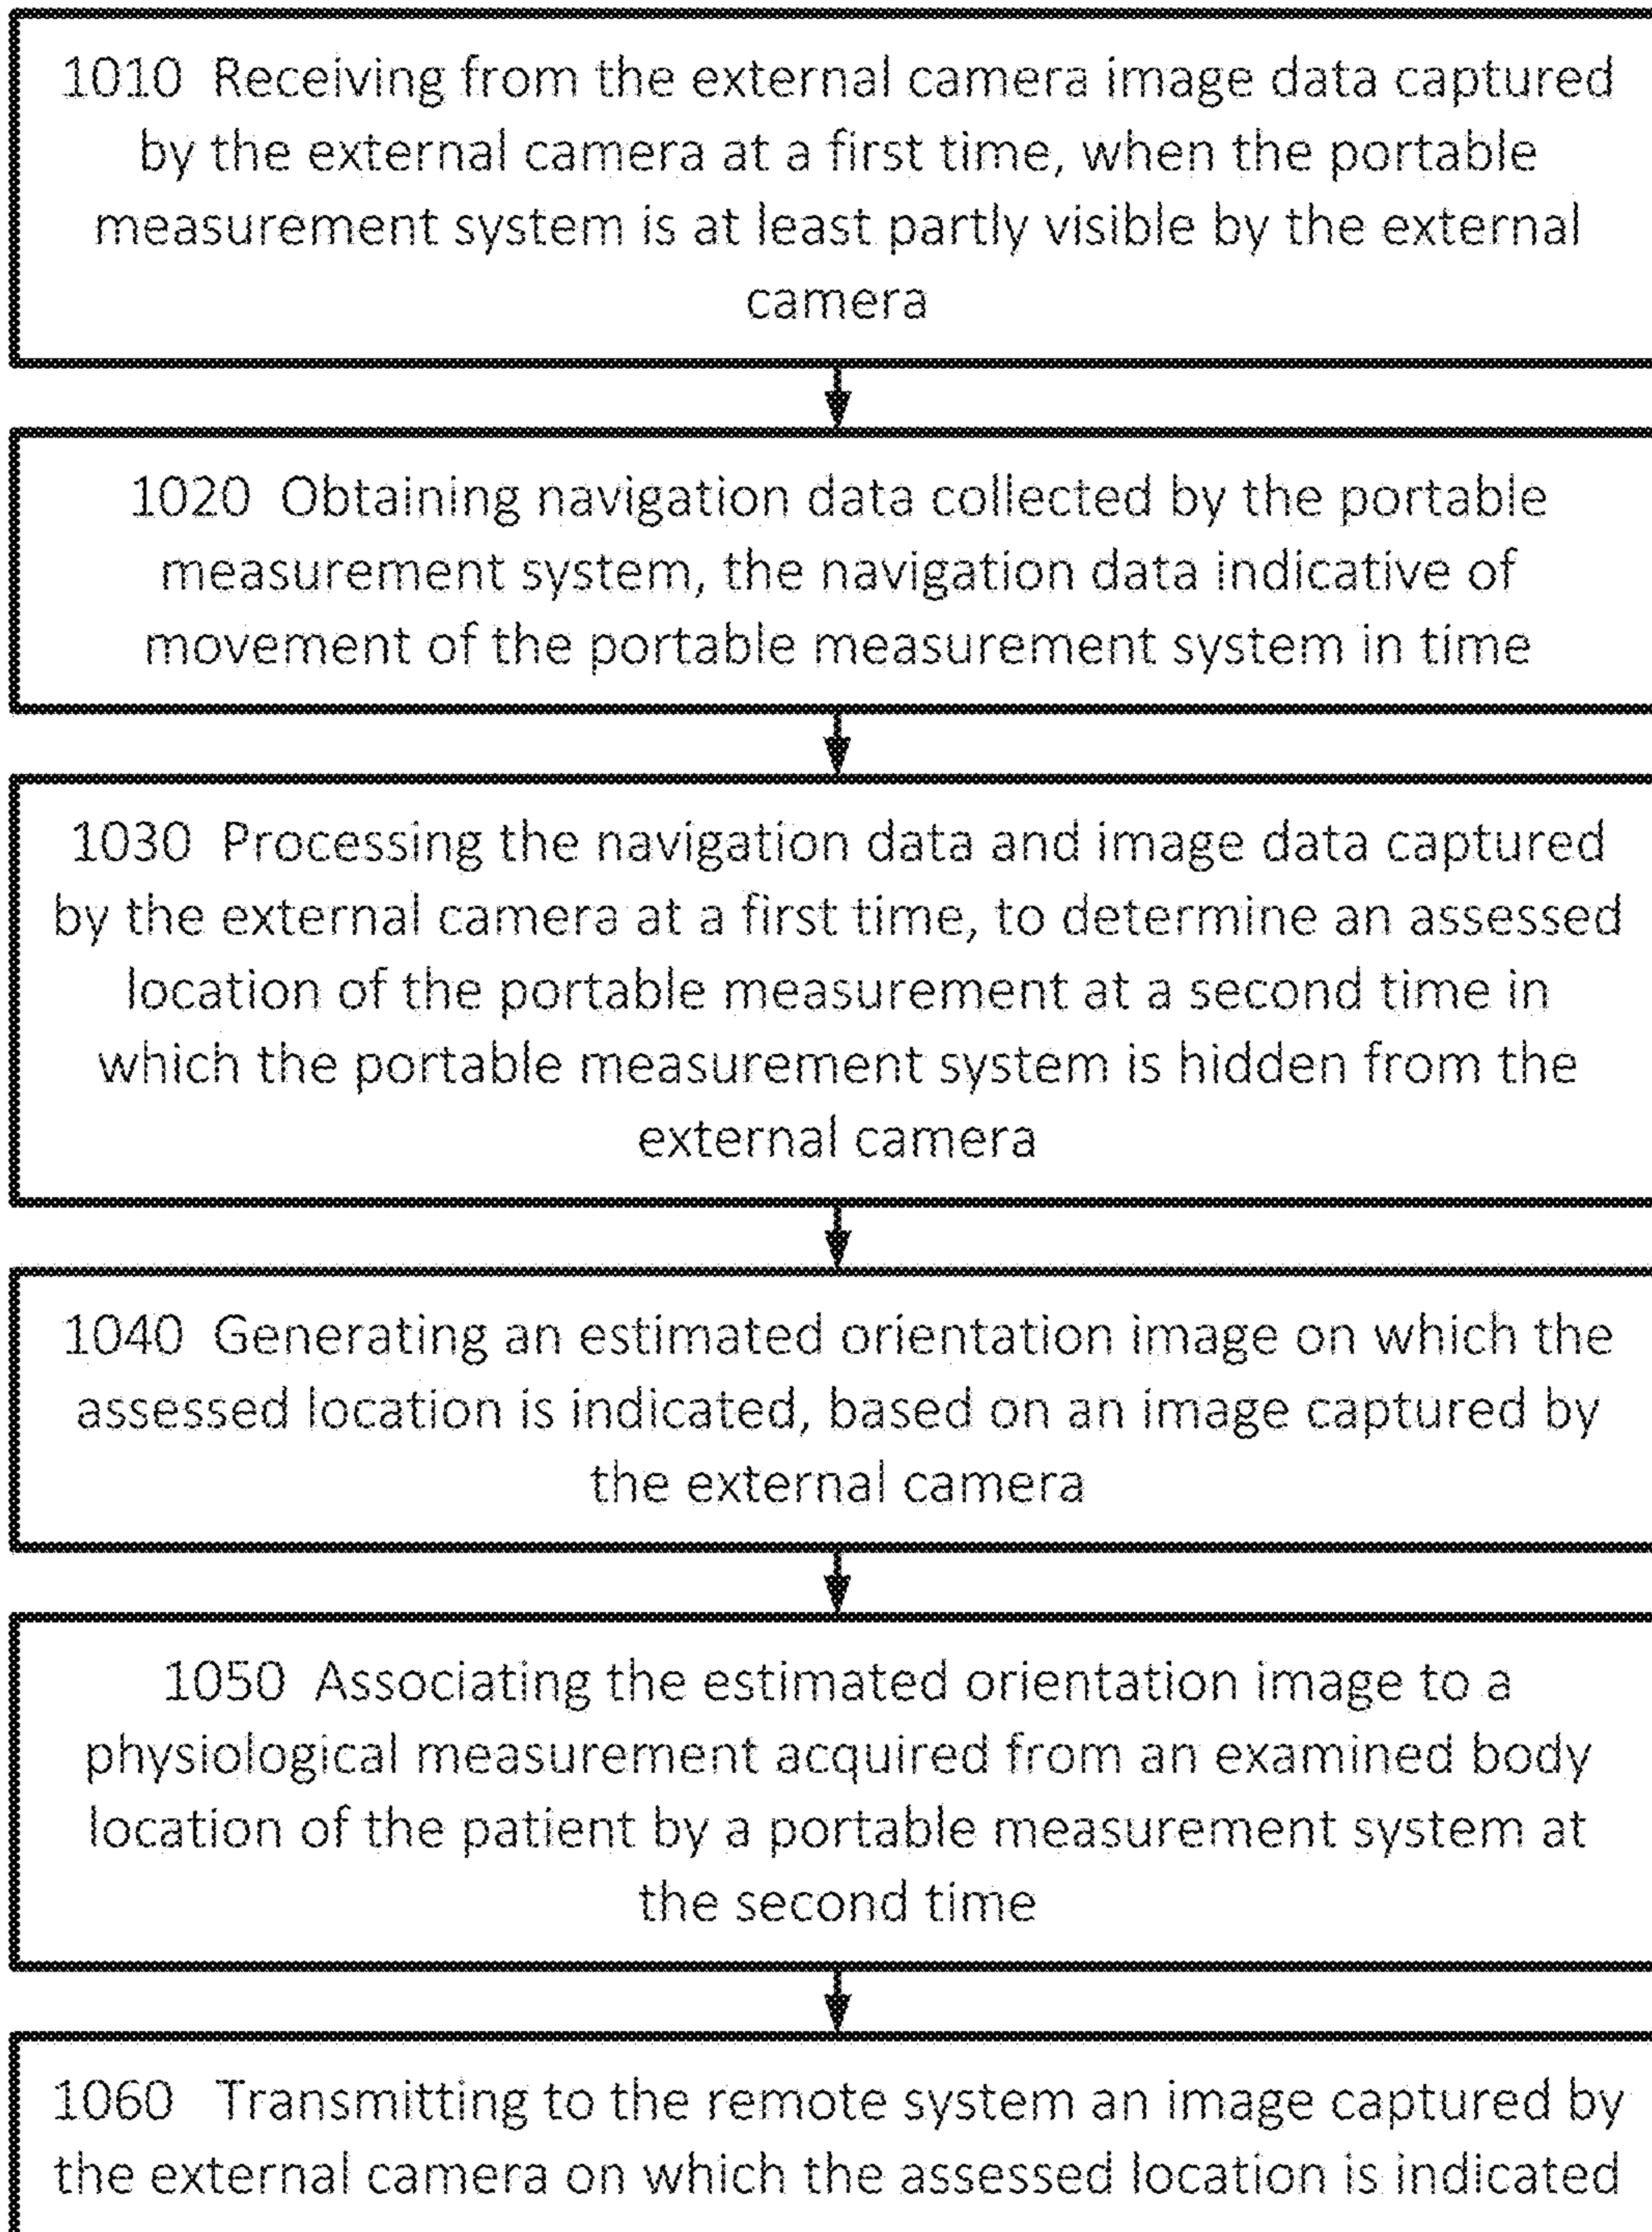 1010 Receiving from the external camera image data captured
by the external camera at a first time, when the portable
measurement system is at least partly visible by the external
camera
1020 Obtaining navigation data collected by the portable
measurement system, the navigation data indicative of
movement of the portable measurement system in time
1030 Processing the navigation data and image data captured
by the external camera at a first time, to determine an assessed
location of the portable measurement at a second time in
which the portable measurement system is hidden from the
external camera
1040 Generating an estimated orientation image on which the
assessed location is indicated, based on an image captured by
the external camera
1050 Associating the estimated orientation image to a
physiological measurement acquired from an examined body
location of the patient by a portable measurement system at
the second time
1060 Transmitting to the remote system an image captured by
the external camera on which the assessed location is indicated